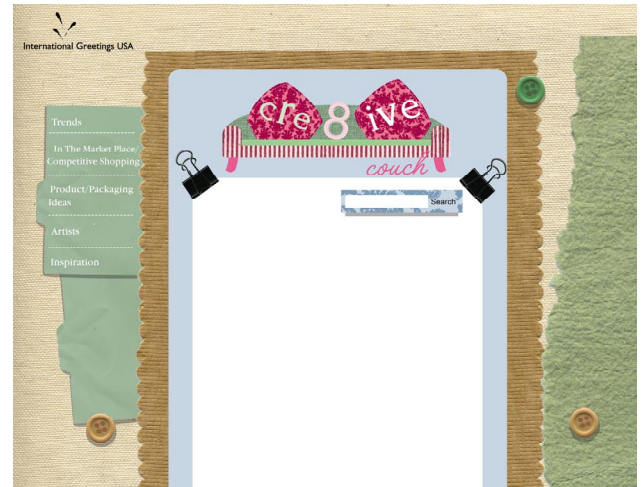 International Greetings USA
cre 8 ive
couch
Search
Trends
In The Market Place/
Competitive Shopping
Product/Packaging
Ideas
Artists
Inspiration